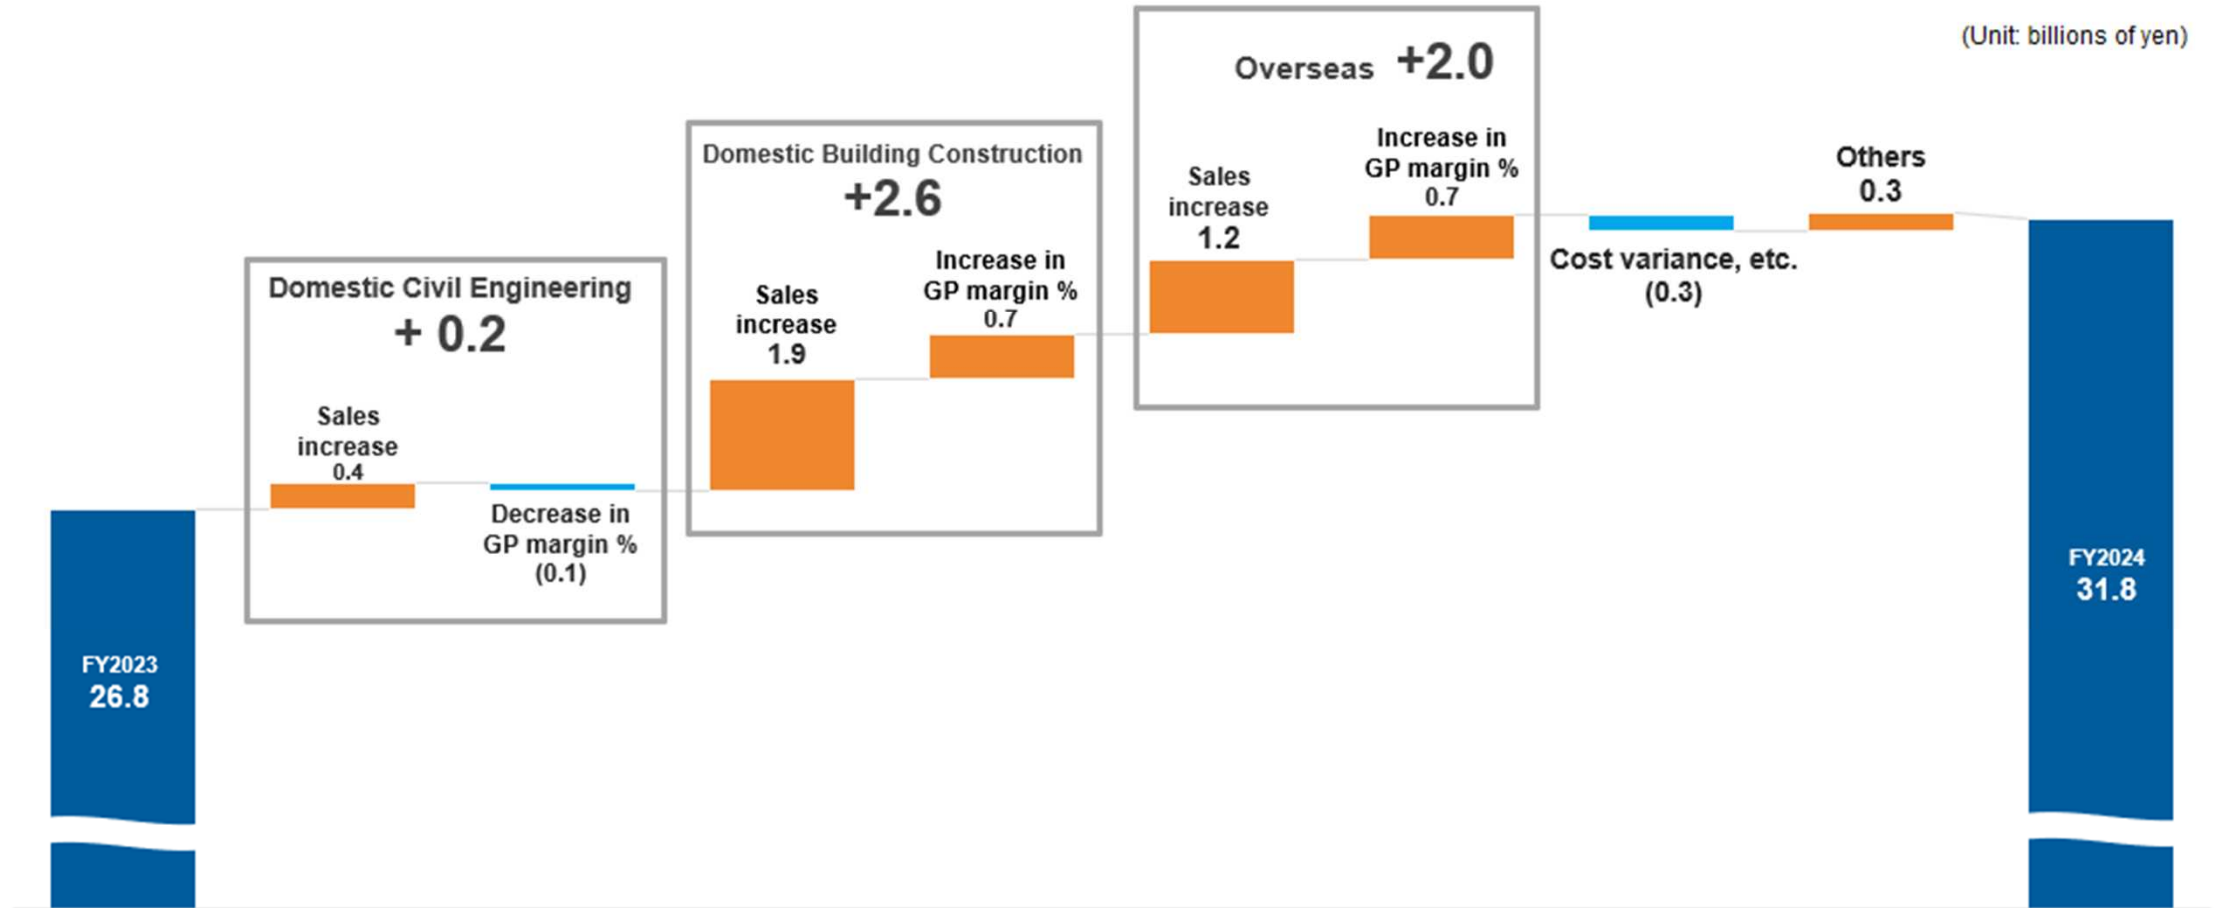 (Unit: billions of yen)
Overseas +2.0
Sales
increase
1.2
Increase in
GP margin %
0.7
Domestic Building Construction
+2.6
Sales
increase
1.9
Increase in
GP margin %
0.7
Domestic Civil Engineering
+ 0.2
Sales
increase
0.4
Decrease in
GP margin %
(0.1)
Cost variance, etc.
(0.3)
Others
0.3
FY2023
26.8
FY2024
31.8